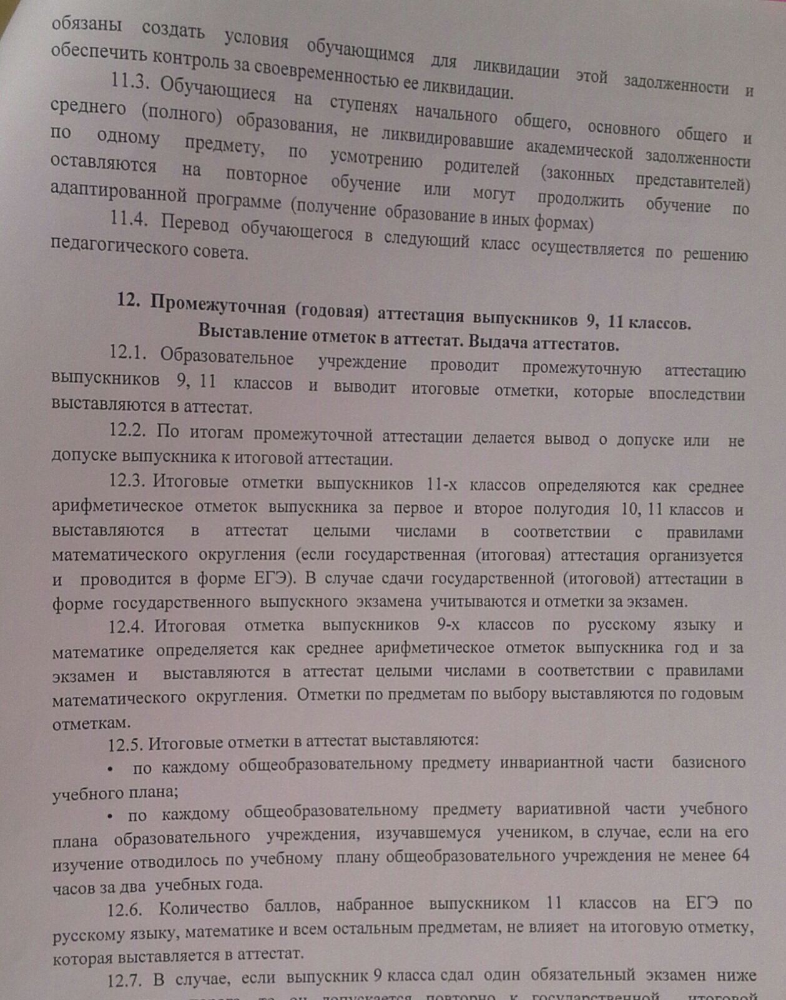 обязаны создать условия обучающимся для ликвидации этой задолженности и
обеспечить контроль за своевременностью ее ликвидации.
11.3. Обучающиеся на ступенях начального общего, основного общего и
среднего (полного) образования, не ликвидировавшие академической задолженности
по одному предмету, по усмотрению родителей (законных представителей)
оставляются на повторное обучение или могут продолжить обучение по
адаптированной программе (получение образование в иных формах)
11.4. Перевод обучающегося в следующий класс осуществляется по решению
педагогического совета.
12. Промежуточная (годовая) аттестация выпускников 9, 11 классов.
Выставление отметок в аттестат. Выдача аттестатов.
12.1. Образовательное учреждение проводит промежуточную аттестацию
выпускников 9, 11 классов и выводит итоговые отметки, которые впоследствии
выставляются в аттестат.
12.2. По итогам промежуточной аттестации делается вывод о допуске или не
допуске выпускника к итоговой аттестации.
12.3. Итоговые отметки выпускников 11-х классов определяются как среднее
арифметическое отметок выпускника за первое и второе полугодия 10, 11 классов и
выставляются в аттестат целыми числами в соответствии с правилами
математического округления (если государственная (итоговая) аттестация организуется
и проводится в форме ЕГЭ). В случае сдачи государственной (итоговой) аттестации в
форме государственного выпускного экзамена учитываются и отметки за экзамен.
12.4. Итоговая отметка выпускников 9-х классов по русскому языку и
математике определяется как среднее арифметическое отметок выпускника год и за
экзамен и выставляются в аттестат целыми числами в соответствии с правилами
математического округления. Отметки по предметам по выбору выставляются по годовым
отметкам.
12.5. Итоговые отметки в аттестат выставляются:
• по каждому общеобразовательному предмету инвариантной части базисного
учебного плана;
• по каждому общеобразовательному предмету вариативной части учебного
плана образовательного учреждения, изучавшемуся учеником, в случае, если на его
изучение отводилось по учебному плану общеобразовательного учреждения не менее 64
часов за два учебных года.
12.6. Количество баллов, набранное выпускником 11 классов на ЕГЭ по
русскому языку, математике и всем остальным предметам, не влияет на итоговую отметку,
которая выставляется в аттестат.
12.7. В случае, если выпускник 9 класса сдал один обязательный экзамен ниже
то он допускается повторно к государственной итоговой